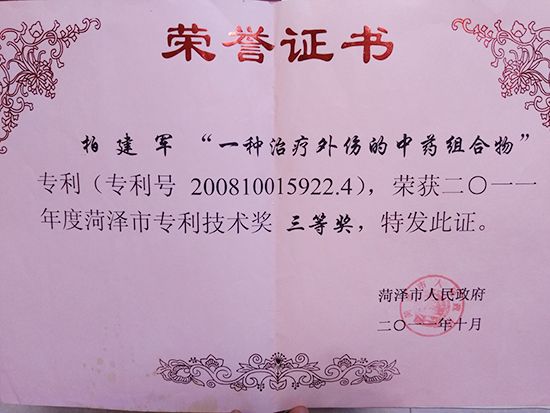 荣誉证书
柏建军 “一种治疗外伤的中药组合物”
专利（专利号 200810015922.4），荣获二〇一一
年度菏泽市专利技术奖 三等奖，特发此证。
菏泽市人民政府
二〇一一年十月